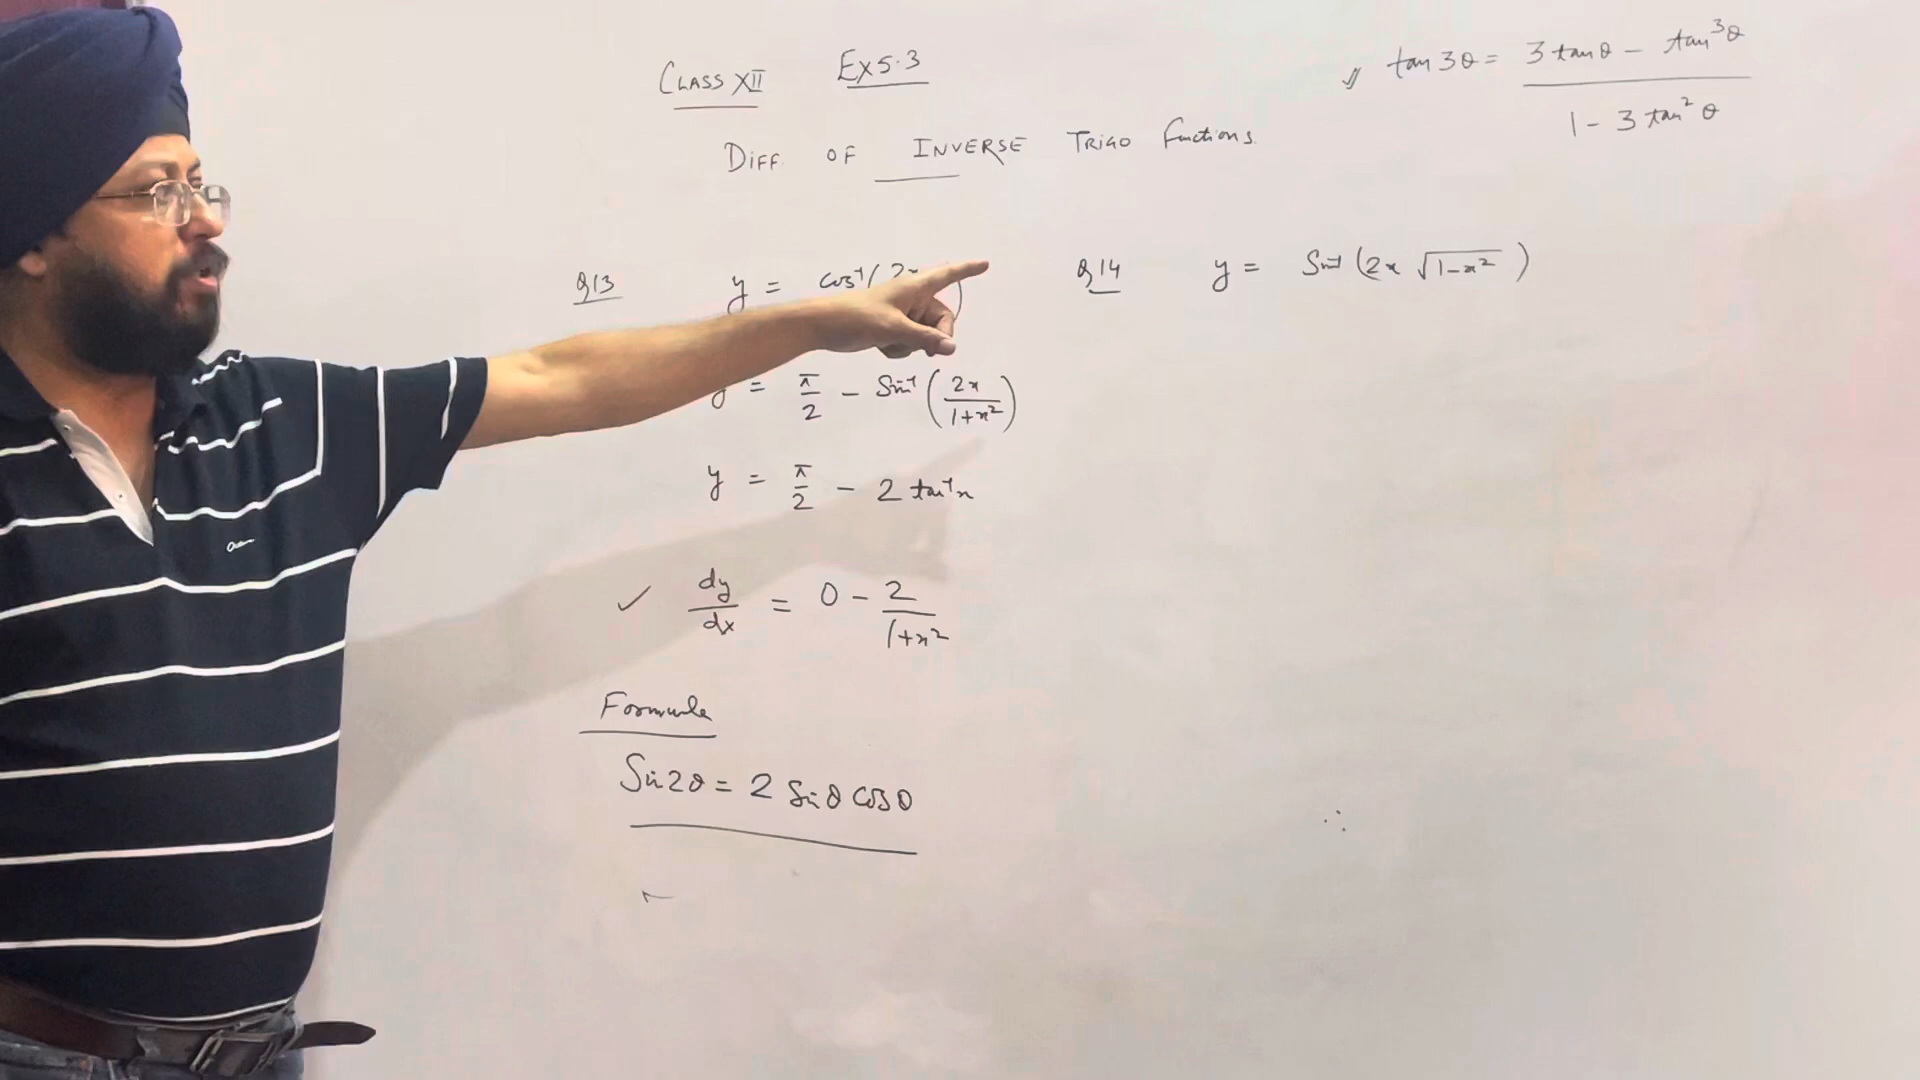 CLASS XII EX 5.3
tan 3θ = (3 tan θ − tan³θ) / (1 − 3 tan²θ)
DIFF. OF INVERSE TRIGO Functions.
Q13 y = cos⁻¹( 2x )
y = π/2 − Sin⁻¹(2x / (1+x²))
y = π/2 − 2 tan⁻¹x
✓ dy/dx = 0 − 2/(1+x²)
Formula
Sin2θ = 2 Sinθ cosθ
Q14 y = Sin⁻¹(2x √(1−x²))
∴